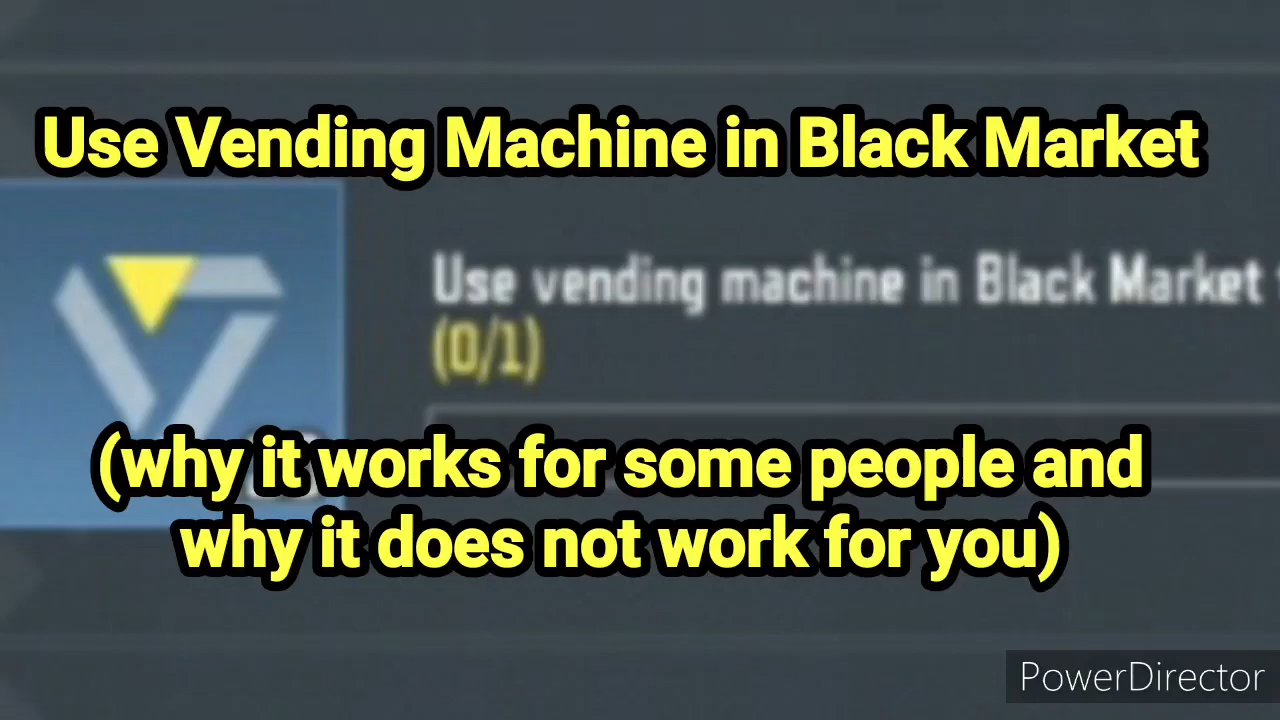 Use Vending Machine in Black Market
Use vending machine in Black Market
(0/1)
(why it works for some people and
why it does not work for you)
PowerDirector